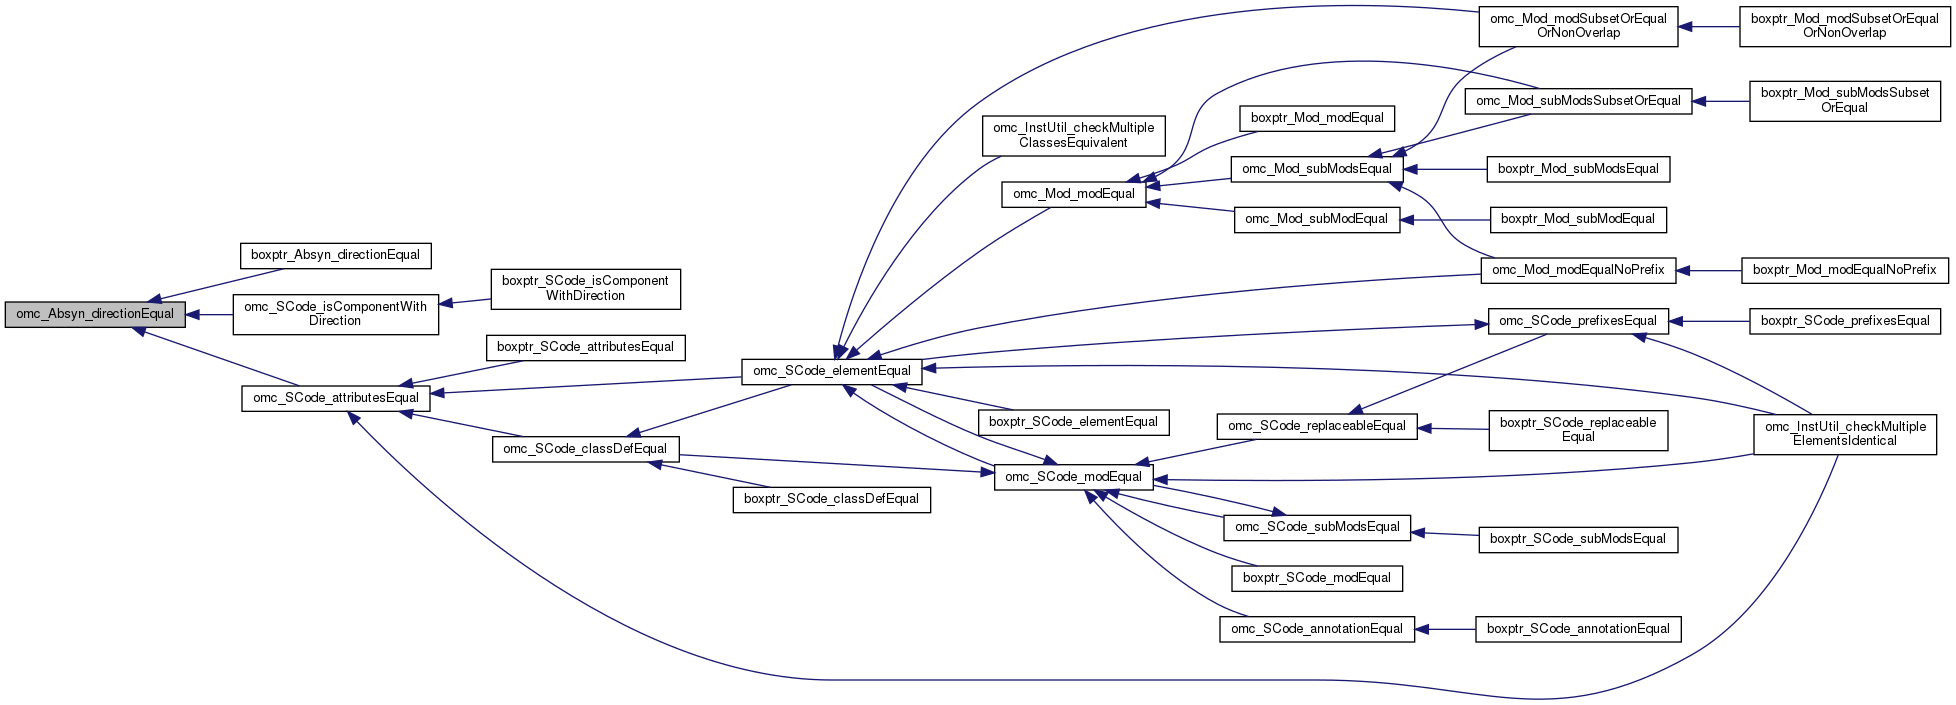 omc_Mod_modSubsetOrEqual
OrNonOverlap
boxptr_Mod_modSubsetOrEqual
OrNonOverlap
omc_Mod_subModsSubsetOrEqual
boxptr_Mod_subModsSubset
OrEqual
omc_InstUtil_checkMultiple
ClassesEquivalent
boxptr_Mod_modEqual
omc_Mod_subModsEqual
boxptr_Mod_subModsEqual
omc_Mod_modEqual
omc_Mod_subModEqual
boxptr_Mod_subModEqual
boxptr_Absyn_directionEqual
omc_Mod_modEqualNoPrefix
boxptr_Mod_modEqualNoPrefix
boxptr_SCode_isComponent
WithDirection
omc_Absyn_directionEqual
omc_SCode_isComponentWith
Direction
omc_SCode_prefixesEqual
boxptr_SCode_prefixesEqual
boxptr_SCode_attributesEqual
omc_SCode_elementEqual
omc_SCode_attributesEqual
boxptr_SCode_elementEqual
omc_SCode_replaceableEqual
boxptr_SCode_replaceable
Equal
omc_InstUtil_checkMultiple
ElementsIdentical
omc_SCode_classDefEqual
omc_SCode_modEqual
boxptr_SCode_classDefEqual
omc_SCode_subModsEqual
boxptr_SCode_subModsEqual
boxptr_SCode_modEqual
omc_SCode_annotationEqual
boxptr_SCode_annotationEqual